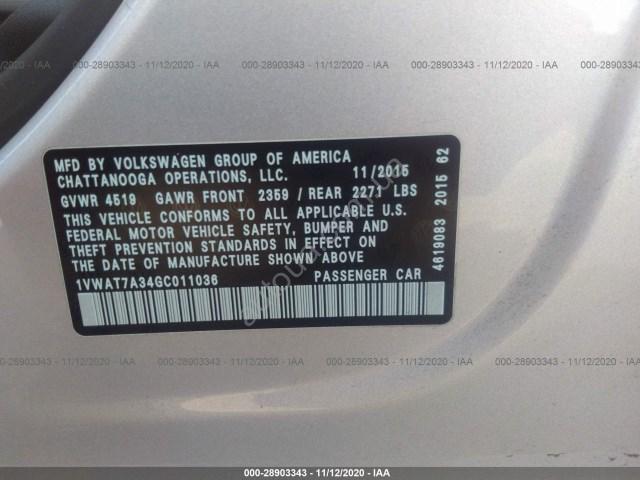 000-28903343 - 11/12/2020 - IAA
MFD BY VOLKSWAGEN GROUP OF AMERICA
CHATTANOOGA OPERATIONS, LLC. 11/2015
GVWR 4519 GAWR FRONT 2359 / REAR 2271 LBS
THIS VEHICLE CONFORMS TO ALL APPLICABLE U.S.
FEDERAL MOTOR VEHICLE SAFETY, BUMPER AND
THEFT PREVENTION STANDARDS IN EFFECT ON
THE DATE OF MANUFACTURE SHOWN ABOVE
1VWAT7A34GC011036 PASSENGER CAR
4619083 2015 62
000-28903343 - 11/12/2020 - IAA
000-28903343 - 11/12/2020 - IAA